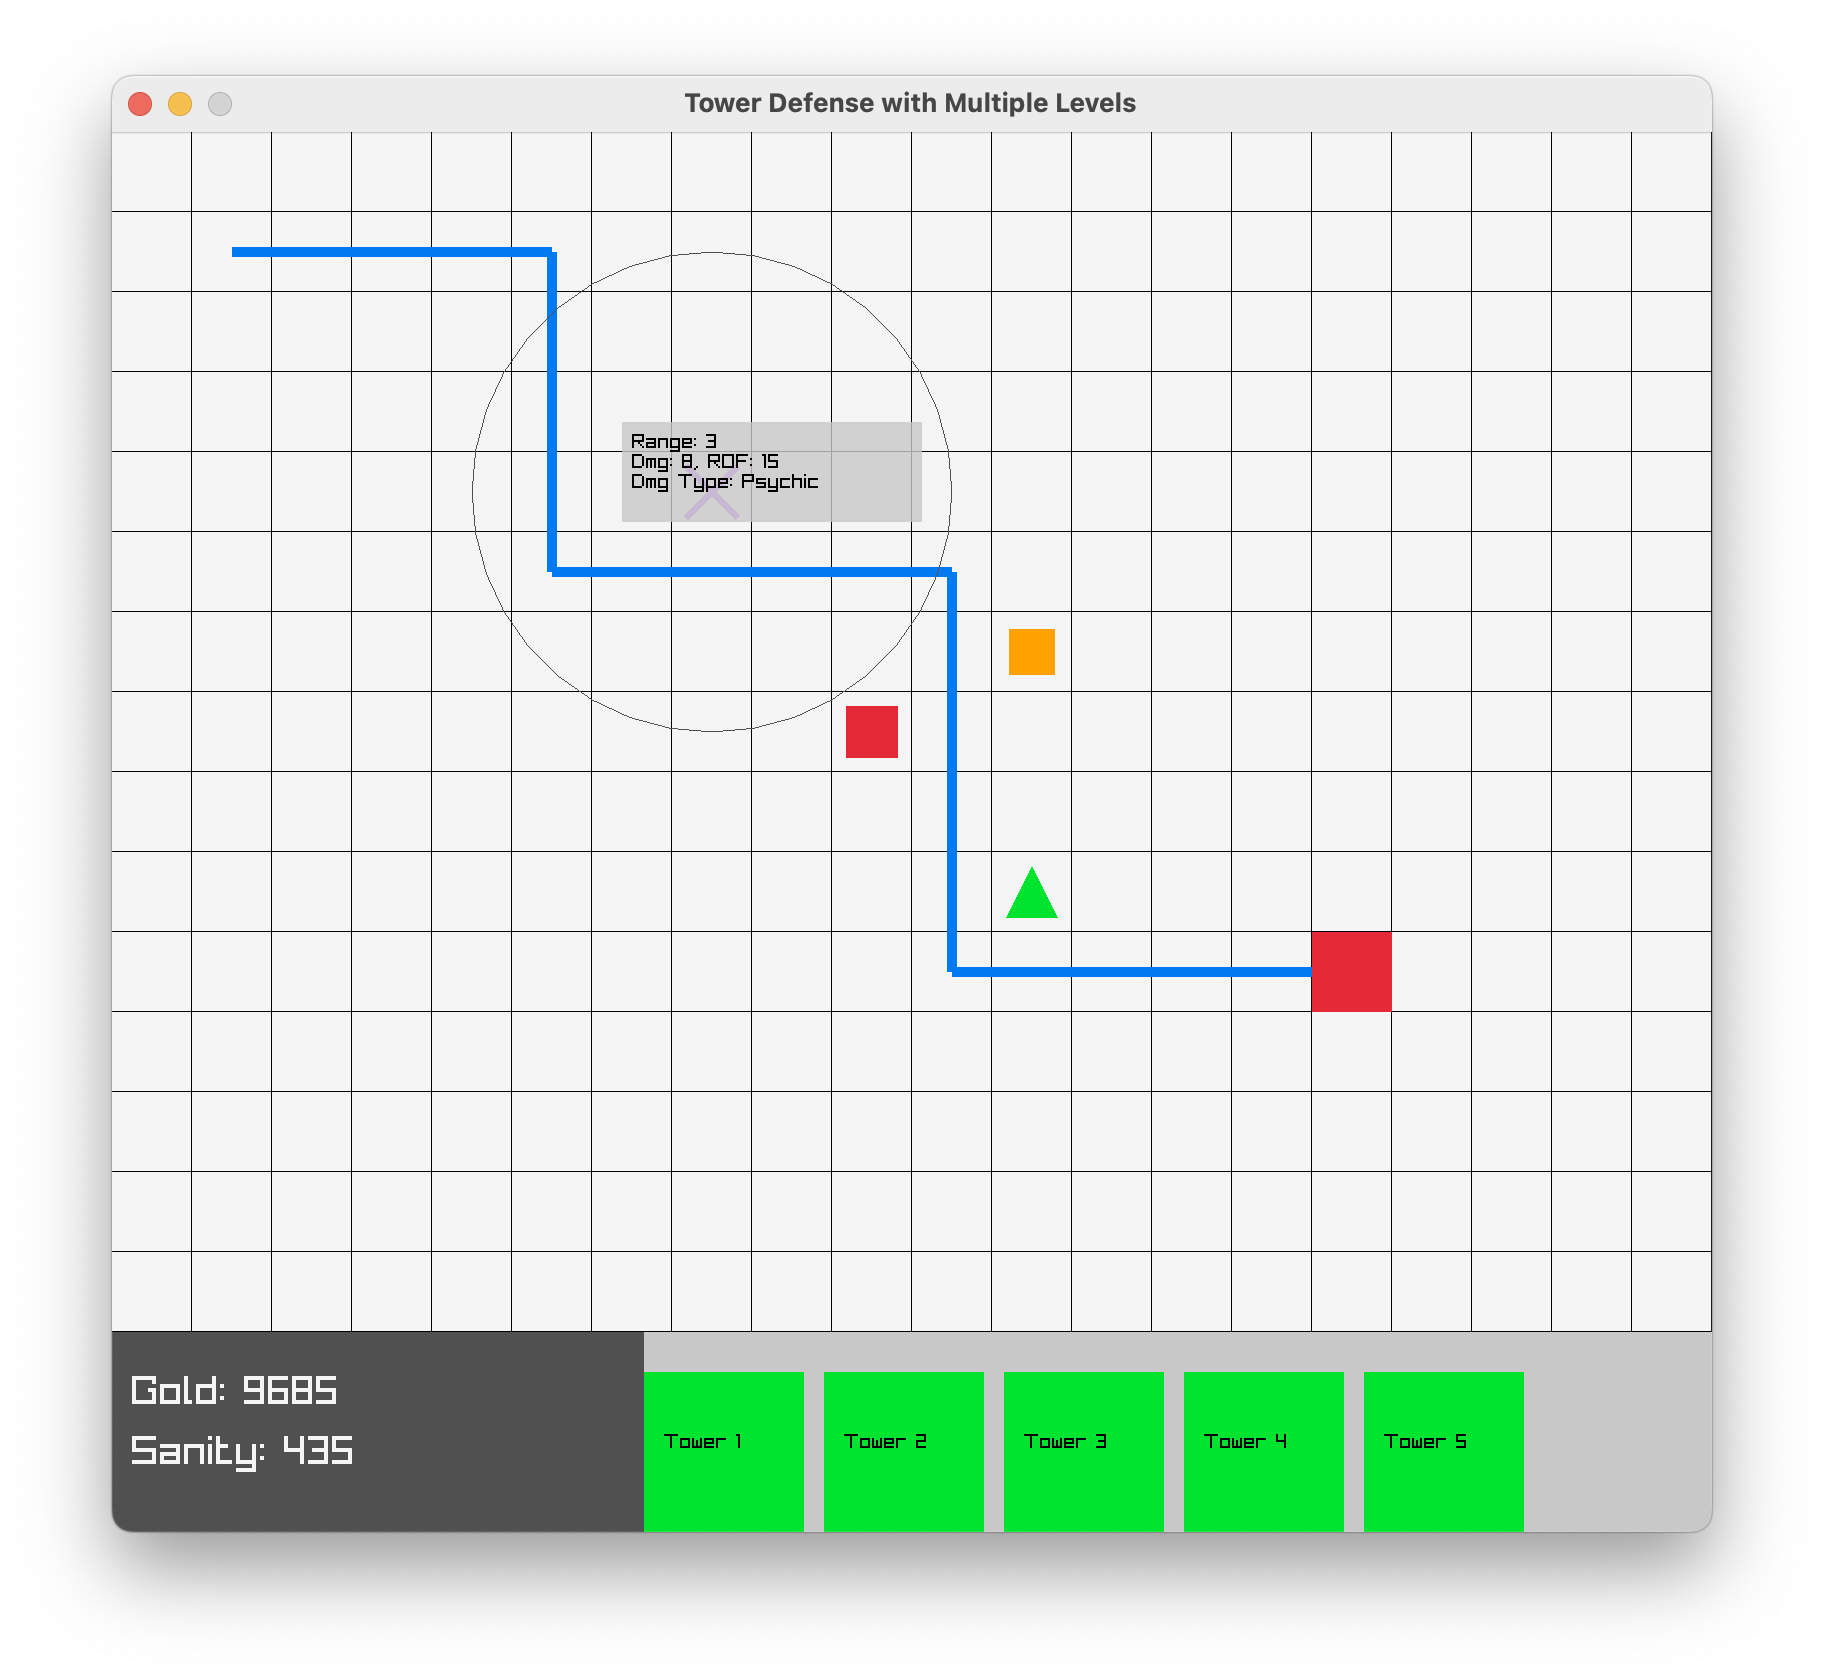 Tower Defense with Multiple Levels
Range: 3
Dmg: 8, ROF: 15
Dmg Type: Psychic
Gold: 9685
Sanity: 435
Tower 1
Tower 2
Tower 3
Tower 4
Tower 5